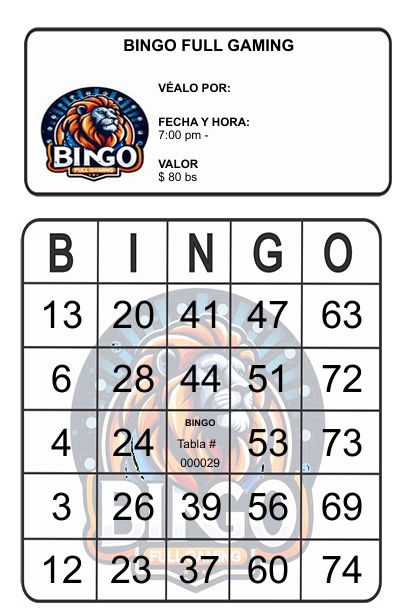 BINGO FULL GAMING
VÉALO POR:
FECHA Y HORA:
7:00 pm -
VALOR
$ 80 bs
BINGO
FULL GAMING
B I N G O
13 20 41 47 63
6 28 44 51 72
4 24 BINGO 53 73
Tabla #
000029
3 26 39 56 69
12 23 37 60 74
BINGO
FULL GAMING